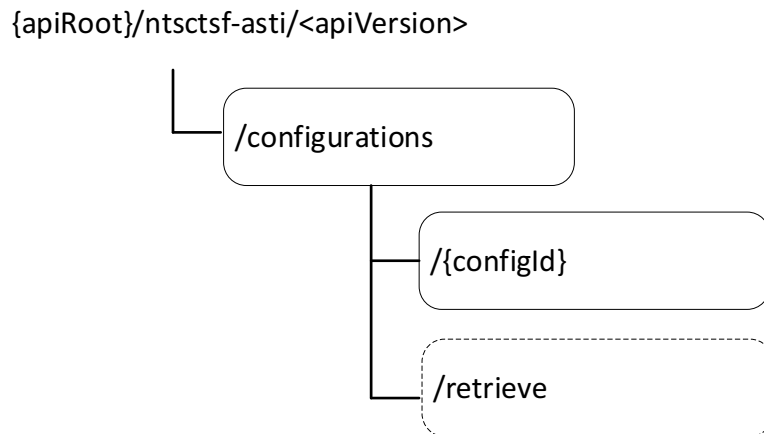 {apiRoot}/ntsctsf-asti/<apiVersion>
/configurations
/{configId}
/retrieve